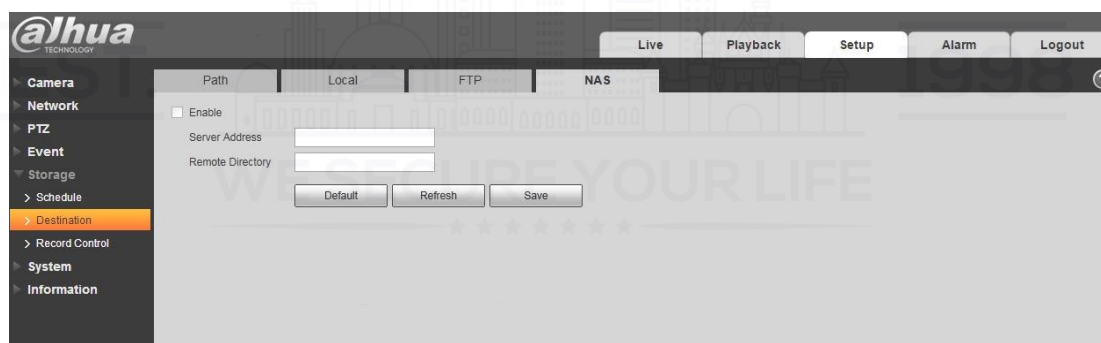 alhua
TECHNOLOGY
Live Playback Setup Alarm Logout
EST. 1998
Camera
Network
PTZ
Event
Storage
Schedule
Destination
Record Control
System
Information
Path Local FTP NAS
Enable
Server Address
Remote Directory
Default Refresh Save
WE SECURE YOUR LIFE